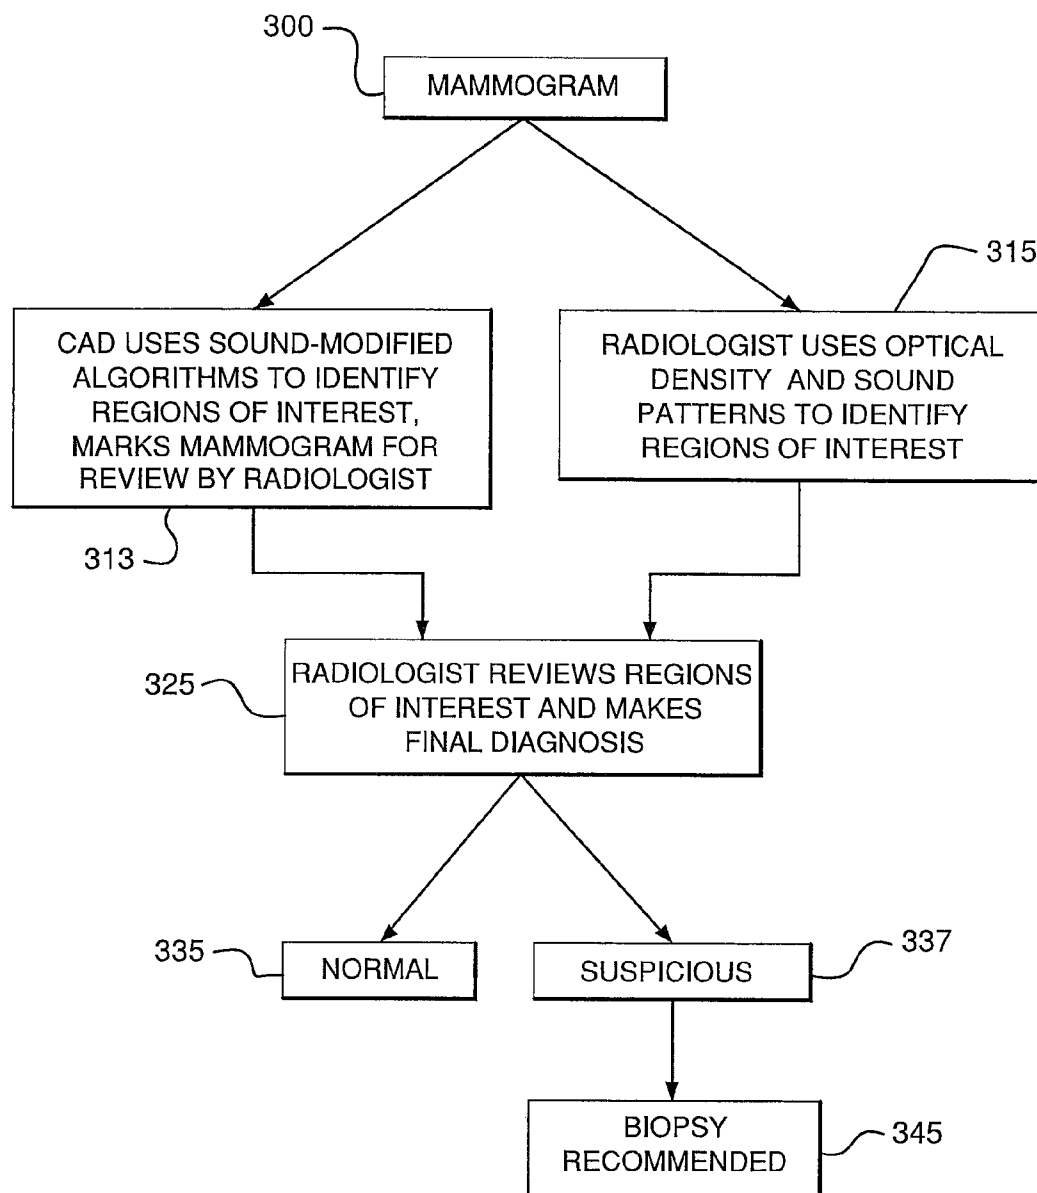 300
MAMMOGRAM
315
CAD USES SOUND-MODIFIED
ALGORITHMS TO IDENTIFY
REGIONS OF INTEREST,
MARKS MAMMOGRAM FOR
REVIEW BY RADIOLOGIST
313
RADIOLOGIST USES OPTICAL
DENSITY AND SOUND
PATTERNS TO IDENTIFY
REGIONS OF INTEREST
325
RADIOLOGIST REVIEWS REGIONS
OF INTEREST AND MAKES
FINAL DIAGNOSIS
335
NORMAL
SUSPICIOUS
337
BIOPSY
RECOMMENDED
345